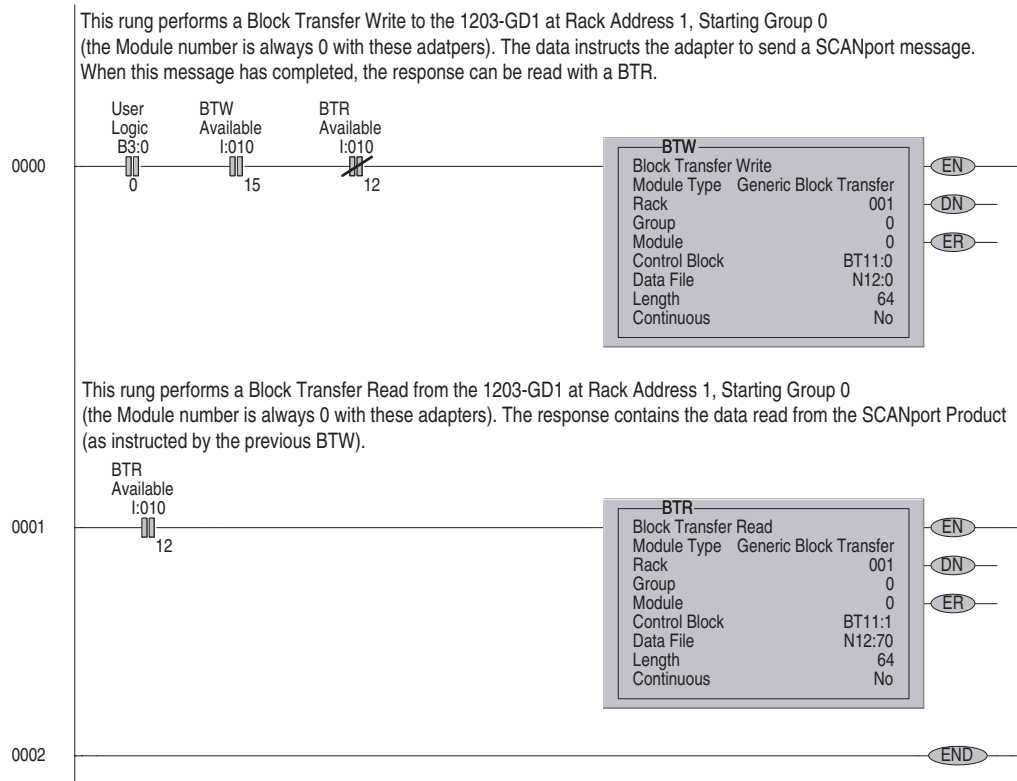 This rung performs a Block Transfer Write to the 1203-GD1 at Rack Address 1, Starting Group 0
(the Module number is always 0 with these adatpers). The data instructs the adapter to send a SCANport message.
When this message has completed, the response can be read with a BTR.
User BTW BTR
Logic Available Available
B3:0 I:010 I:010
0000
0 15 12
BTW
Block Transfer Write
Module Type Generic Block Transfer
Rack 001
Group 0
Module 0
Control Block BT11:0
Data File N12:0
Length 64
Continuous No
EN
DN
ER
This rung performs a Block Transfer Read from the 1203-GD1 at Rack Address 1, Starting Group 0
(the Module number is always 0 with these adapters). The response contains the data read from the SCANport Product
(as instructed by the previous BTW).
BTR
Available
I:010
0001
12
BTR
Block Transfer Read
Module Type Generic Block Transfer
Rack 001
Group 0
Module 0
Control Block BT11:1
Data File N12:70
Length 64
Continuous No
EN
DN
ER
0002
END